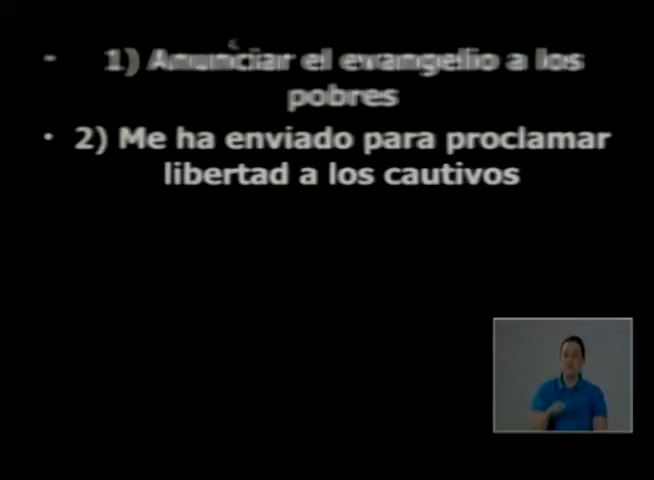 - 1) Anunciar el evangelio a los
pobres
• 2) Me ha enviado para proclamar
libertad a los cautivos